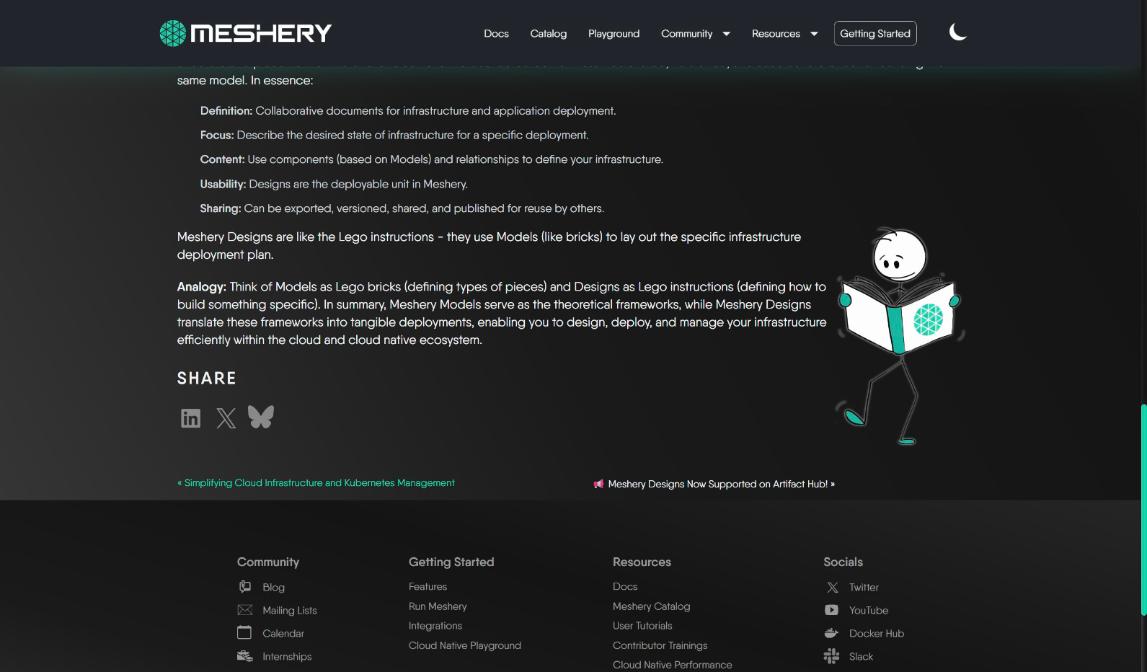 MESHERY
Docs
Catalog
Playground
Community
Resources
Getting Started
same model. In essence:
Definition: Collaborative documents for infrastructure and application deployment.
Focus: Describe the desired state of infrastructure for a specific deployment.
Content: Use components (based on Models) and relationships to define your infrastructure.
Usability: Designs are the deployable unit in Meshery.
Sharing: Can be exported, versioned, shared, and published for reuse by others.
Meshery Designs are like the Lego instructions - they use Models (like bricks) to lay out the specific infrastructure
deployment plan.
Analogy: Think of Models as Lego bricks (defining types of pieces) and Designs as Lego instructions (defining how to
build something specific). In summary, Meshery Models serve as the theoretical frameworks, while Meshery Designs
translate these frameworks into tangible deployments, enabling you to design, deploy, and manage your infrastructure
efficiently within the cloud and cloud native ecosystem.
SHARE
« Simplifying Cloud Infrastructure and Kubernetes Management
📢 Meshery Designs Now Supported on Artifact Hub! »
Community
Blog
Mailing Lists
Calendar
Internships
Getting Started
Features
Run Meshery
Integrations
Cloud Native Playground
Resources
Docs
Meshery Catalog
User Tutorials
Contributor Trainings
Cloud Native Performance
Socials
Twitter
YouTube
Docker Hub
Slack